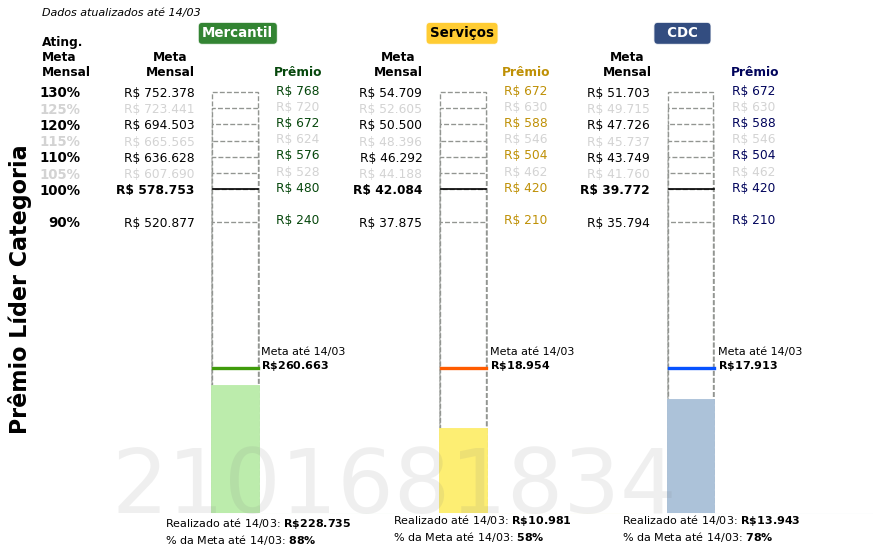 Dados atualizados até 14/03
Mercantil Serviços CDC
Ating. Meta Mensal Meta Mensal Prêmio Meta Mensal Prêmio Meta Mensal Prêmio
130% R$ 752.378 R$ 768 R$ 54.709 R$ 672 R$ 51.703 R$ 672
125% R$ 723.441 R$ 720 R$ 52.605 R$ 630 R$ 49.715 R$ 630
120% R$ 694.503 R$ 672 R$ 50.500 R$ 588 R$ 47.726 R$ 588
115% R$ 665.565 R$ 624 R$ 48.396 R$ 546 R$ 45.737 R$ 546
110% R$ 636.628 R$ 576 R$ 46.292 R$ 504 R$ 43.749 R$ 504
105% R$ 607.690 R$ 528 R$ 44.188 R$ 462 R$ 41.760 R$ 462
100% R$ 578.753 R$ 480 R$ 42.084 R$ 420 R$ 39.772 R$ 420
90% R$ 520.877 R$ 240 R$ 37.875 R$ 210 R$ 35.794 R$ 210
Prêmio Líder Categoria
Meta até 14/03 Meta até 14/03 Meta até 14/03
R$260.663 R$18.954 R$17.913
2101681834
Realizado até 14/03: R$228.735 Realizado até 14/03: R$10.981 Realizado até 14/03: R$13.943
% da Meta até 14/03: 88% % da Meta até 14/03: 58% % da Meta até 14/03: 78%